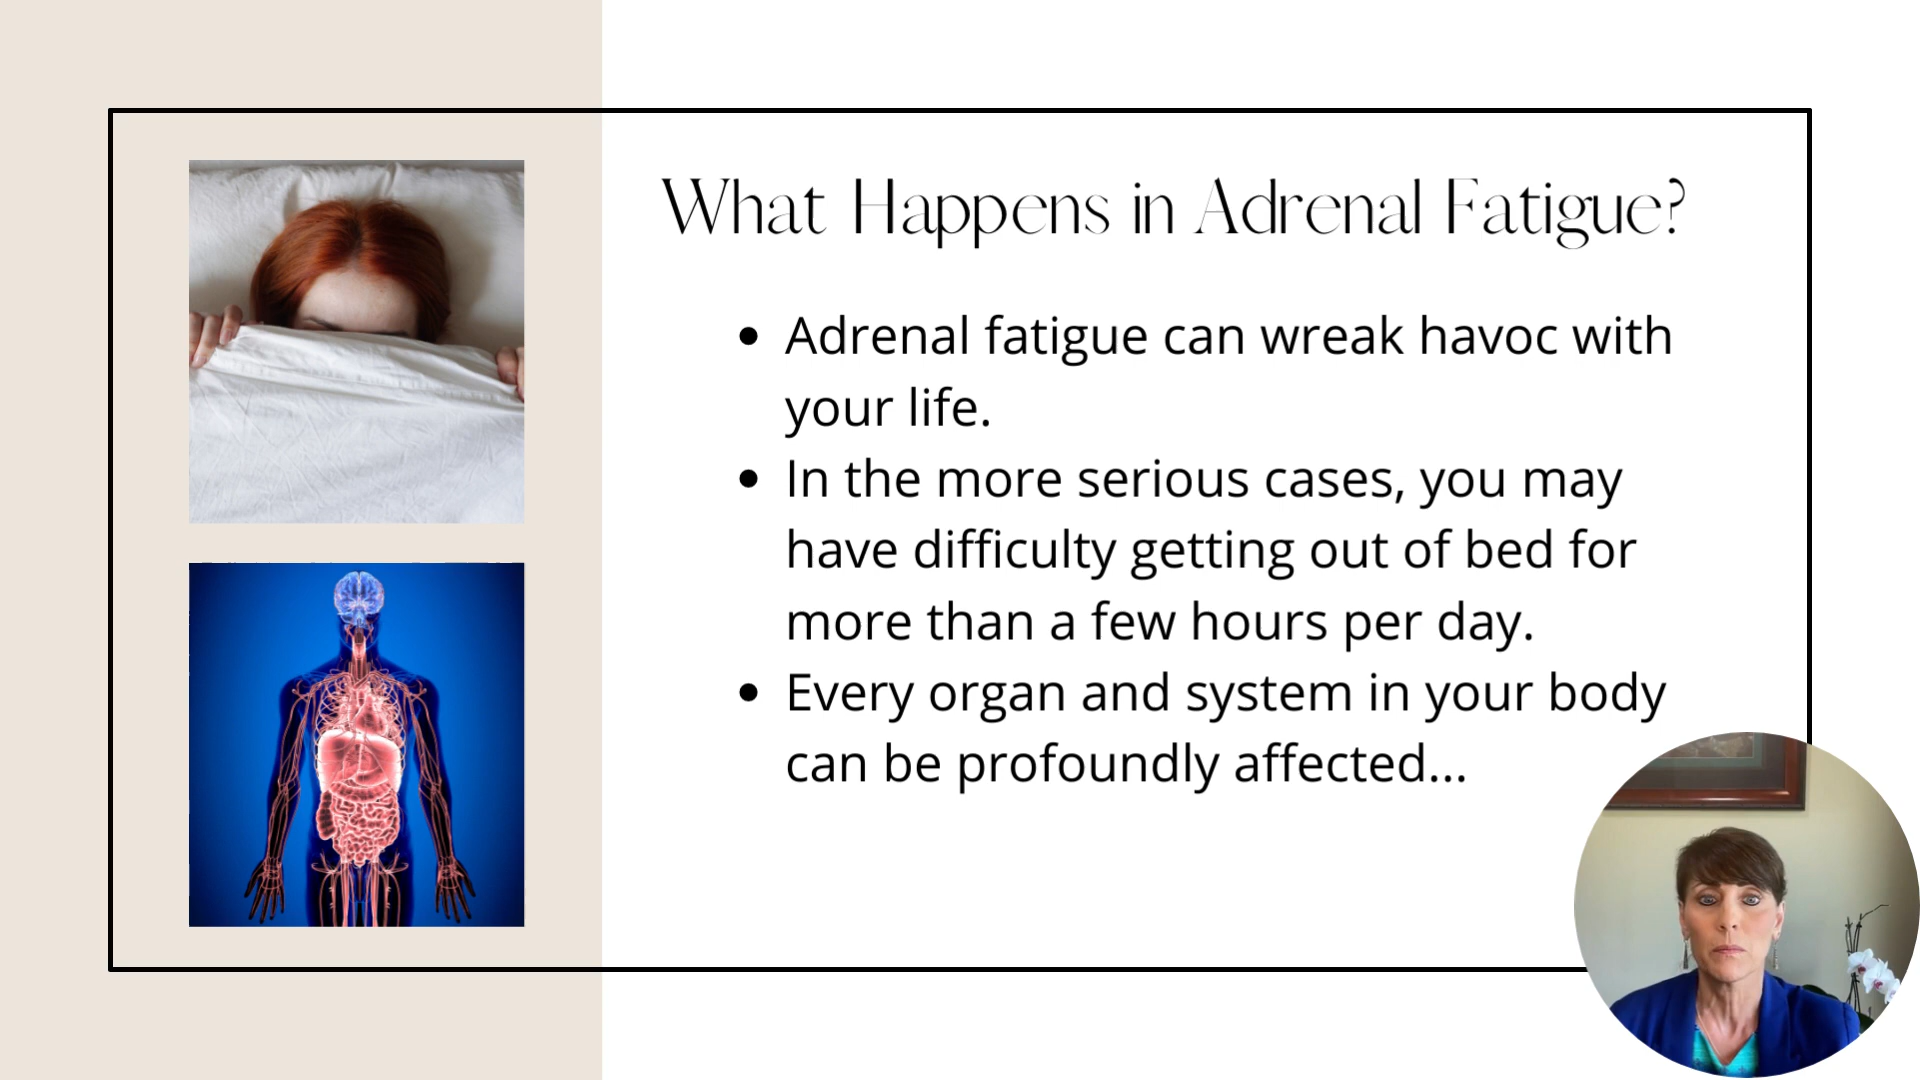 What Happens in Adrenal Fatigue?
• Adrenal fatigue can wreak havoc with
your life.
• In the more serious cases, you may
have difficulty getting out of bed for
more than a few hours per day.
• Every organ and system in your body
can be profoundly affected...